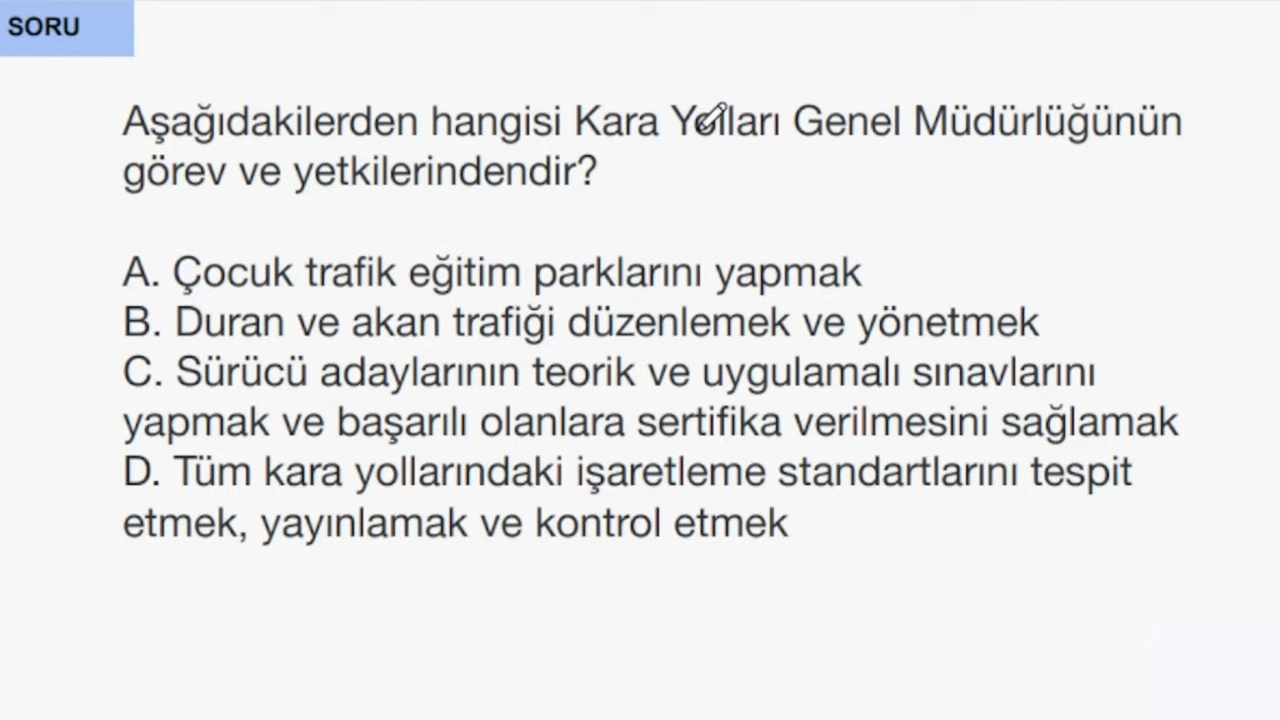 SORU
Aşağıdakilerden hangisi Kara Yolları Genel Müdürlüğünün
görev ve yetkilerindendir?
A. Çocuk trafik eğitim parklarını yapmak
B. Duran ve akan trafiği düzenlemek ve yönetmek
C. Sürücü adaylarının teorik ve uygulamalı sınavlarını
yapmak ve başarılı olanlara sertifika verilmesini sağlamak
D. Tüm kara yollarındaki işaretleme standartlarını tespit
etmek, yayınlamak ve kontrol etmek